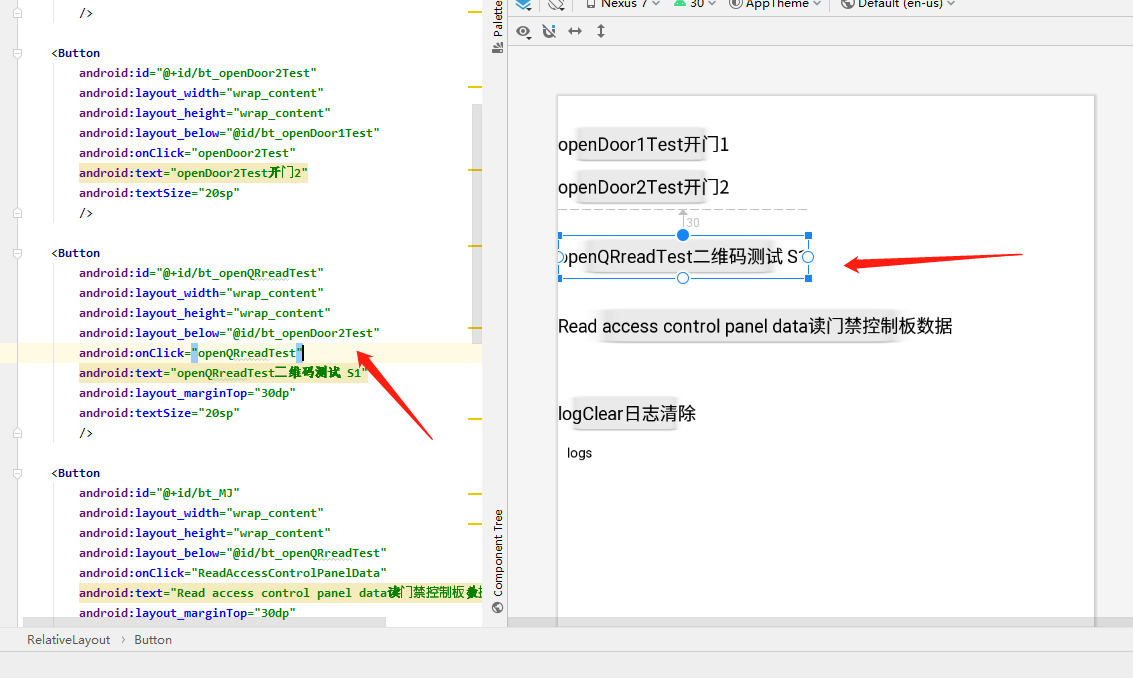 />
<Button
android:id="@+id/bt_openDoor2Test"
android:layout_width="wrap_content"
android:layout_height="wrap_content"
android:layout_below="@id/bt_openDoor1Test"
android:onClick="openDoor2Test"
android:text="openDoor2Test开门2"
android:textSize="20sp"
/>
<Button
android:id="@+id/bt_openQRreadTest"
android:layout_width="wrap_content"
android:layout_height="wrap_content"
android:layout_below="@id/bt_openDoor2Test"
android:onClick="openQRreadTest"
android:text="openQRreadTest二维码测试 S1"
android:layout_marginTop="30dp"
android:textSize="20sp"
/>
<Button
android:id="@+id/bt_MJ"
android:layout_width="wrap_content"
android:layout_height="wrap_content"
android:layout_below="@id/bt_openQRreadTest"
android:onClick="ReadAccessControlPanelData"
android:text="Read access control panel data读门禁控制板数据
android:layout_marginTop="30dp"
RelativeLayout > Button
Palette
Component Tree
Nexus 7 30 AppTheme Default (en-us)
openDoor1Test开门1
openDoor2Test开门2
30
openQRreadTest二维码测试 S1
Read access control panel data读门禁控制板数据
logClear日志清除
logs